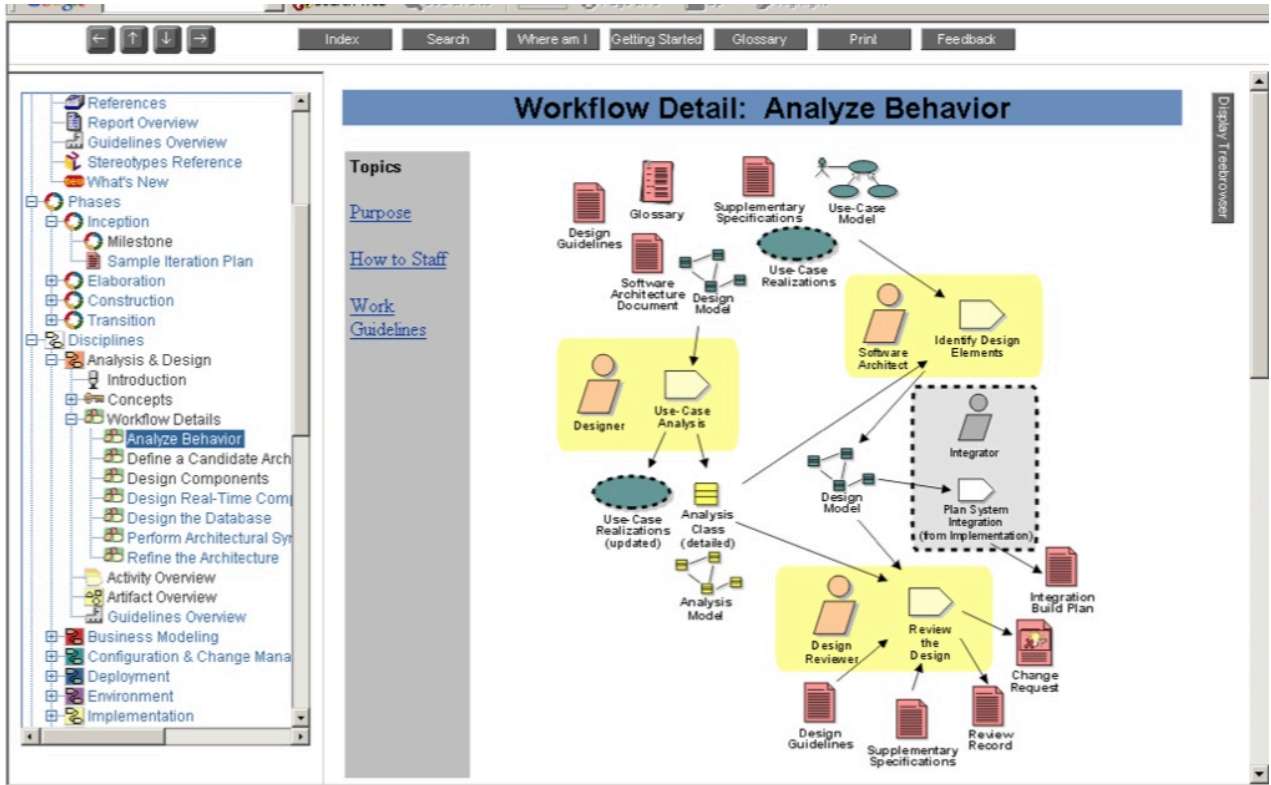 Index Search Where am I Getting Started Glossary Print Feedback
References
Report Overview
Guidelines Overview
Stereotypes Reference
What's New
Phases
Inception
Milestone
Sample Iteration Plan
Elaboration
Construction
Transition
Disciplines
Analysis & Design
Introduction
Concepts
Workflow Details
Analyze Behavior
Define a Candidate Arch
Design Components
Design Real-Time Comp
Design the Database
Perform Architectural Syn
Refine the Architecture
Activity Overview
Artifact Overview
Guidelines Overview
Business Modeling
Configuration & Change Mana
Deployment
Environment
Implementation
Workflow Detail: Analyze Behavior
Display Treebrowser
Topics
Purpose
How to Staff
Work
Guidelines
Design
Guidelines
Glossary
Supplementary
Specifications
Use-Case
Model
Software
Architecture
Document
Design
Model
Use-Case
Realizations
Software
Architect
Identify Design
Elements
Designer
Use-Case
Analysis
Integrator
Plan System
Integration
(from Implementation)
Use-Case
Realizations
(updated)
Analysis
Class
(detailed)
Design
Model
Analysis
Model
Integration
Build Plan
Design
Reviewer
Review
the
Design
Change
Request
Design
Guidelines
Supplementary
Specifications
Review
Record